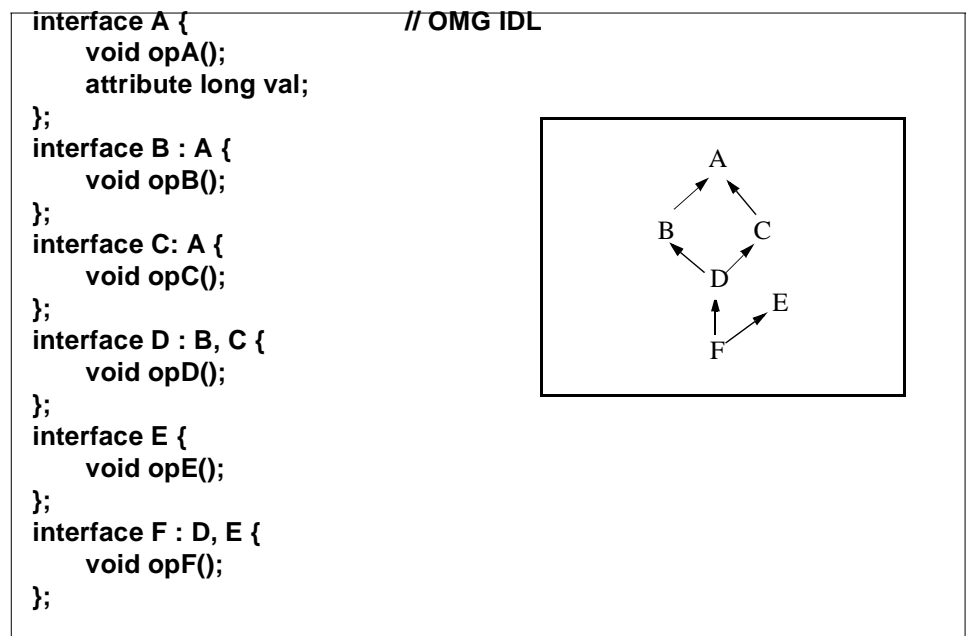 interface A { // OMG IDL
void opA();
attribute long val;
};
interface B : A {
void opB();
};
interface C: A {
void opC();
};
interface D : B, C {
void opD();
};
interface E {
void opE();
};
interface F : D, E {
void opF();
};
A
B C
D
E
F